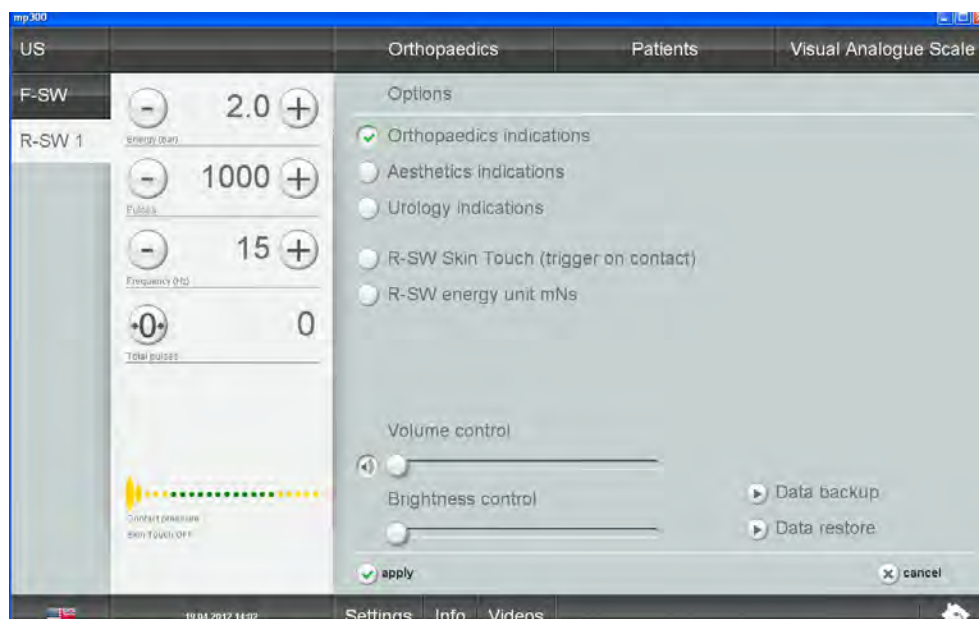 mp300
US Orthopaedics Patients Visual Analogue Scale
F-SW
R-SW 1
- 2.0 +
Energy (bar)
- 1000 +
Pulses
- 15 +
Frequency (Hz)
0 0
Total pulses
Contact pressure
Skin Touch OFF
Options
Orthopaedics indications
Aesthetics indications
Urology indications
R-SW Skin Touch (trigger on contact)
R-SW energy unit mNs
Volume control
Brightness control
Data backup
Data restore
apply
cancel
19.04.2012 14:02 Settings Info Videos